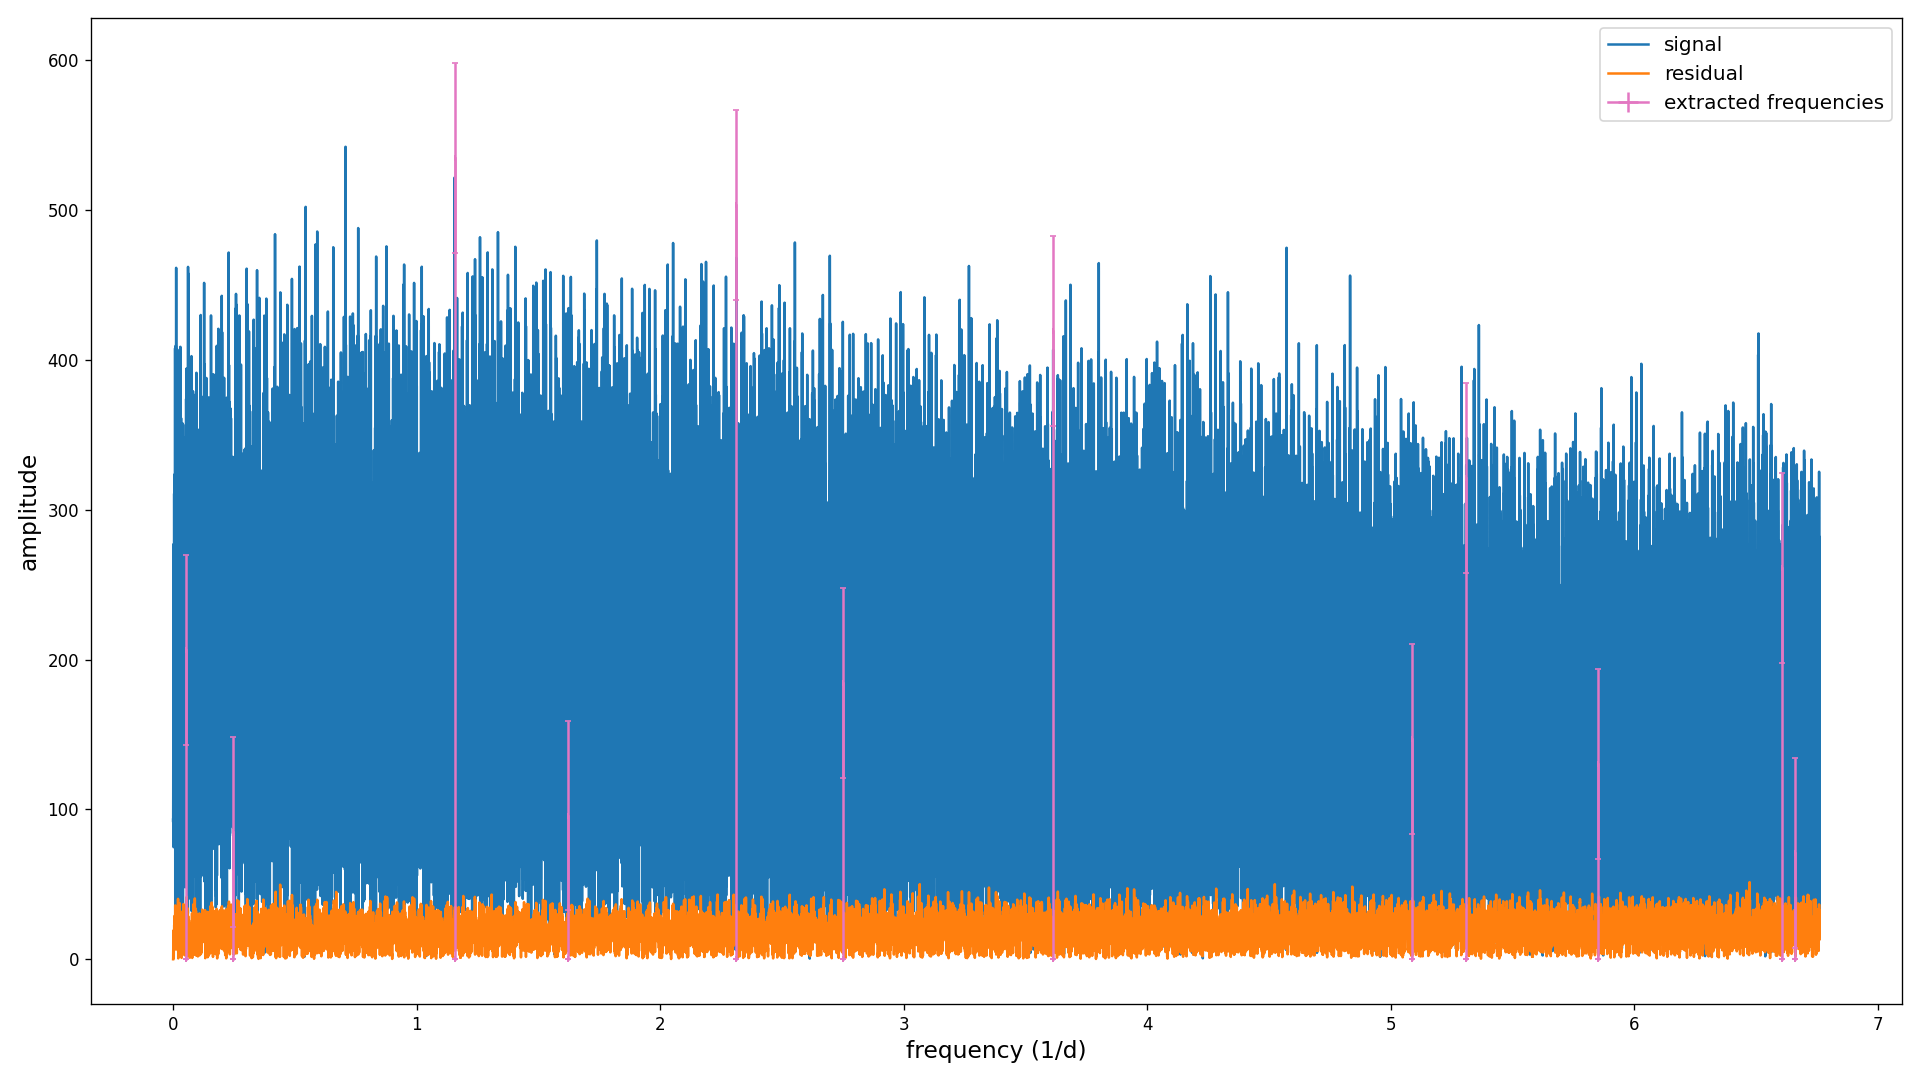 signal
residual
extracted frequencies
600
500
400
300
200
100
0
amplitude
0 1 2 3 4 5 6 7
frequency (1/d)